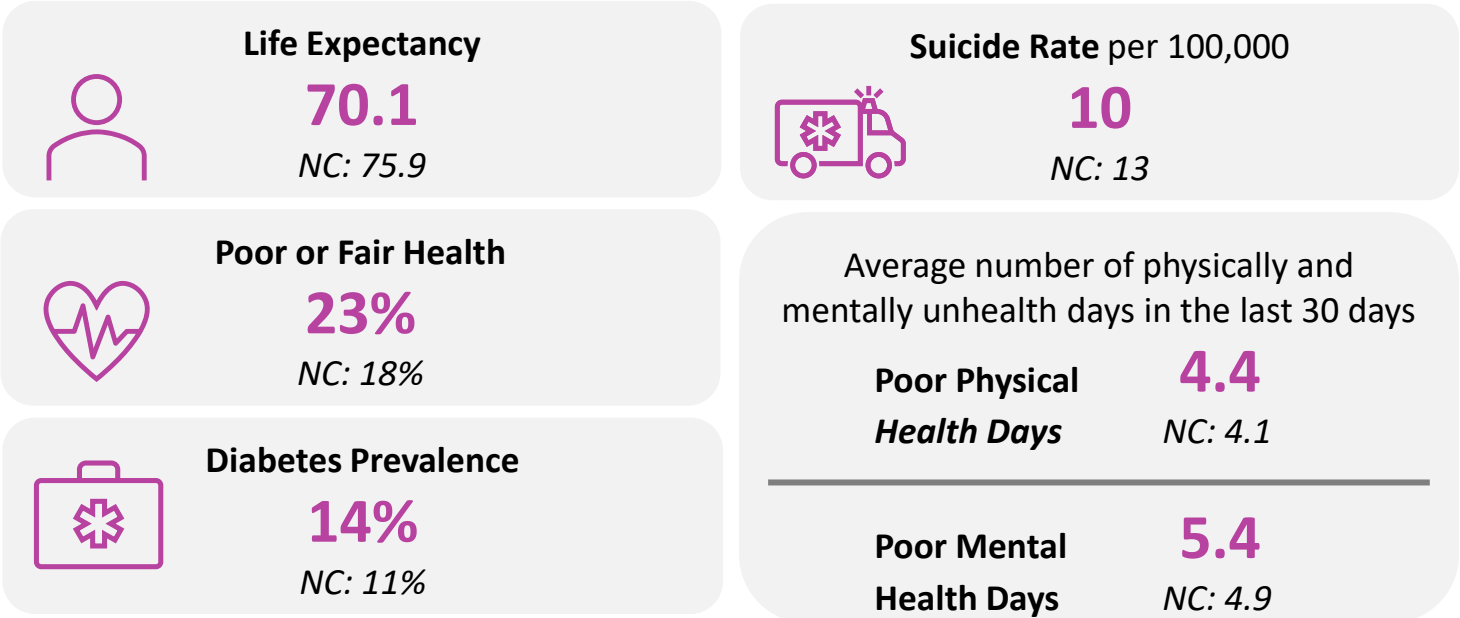 Life Expectancy
70.1
NC: 75.9
Poor or Fair Health
23%
NC: 18%
Diabetes Prevalence
14%
NC: 11%
Suicide Rate per 100,000
10
NC: 13
Average number of physically and
mentally unhealth days in the last 30 days
Poor Physical 4.4
Health Days NC: 4.1
Poor Mental 5.4
Health Days NC: 4.9